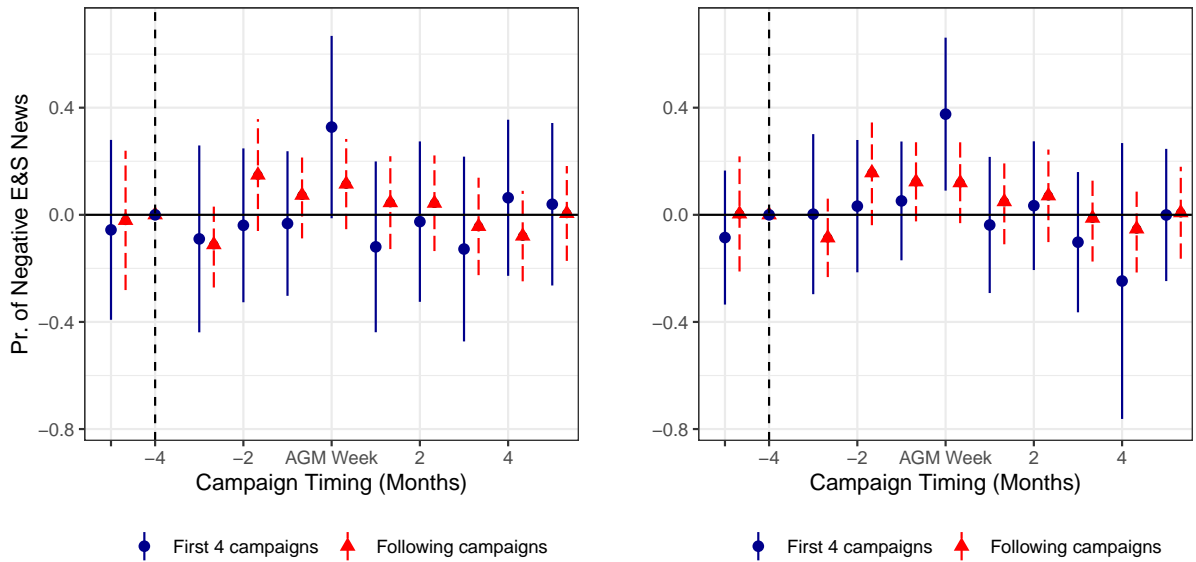 Pr. of Negative E&S News
0.4
0.0
−0.4
−0.8
−4
−2
AGM Week
2
4
Campaign Timing (Months)
First 4 campaigns
Following campaigns
0.4
0.0
−0.4
−0.8
−4
−2
AGM Week
2
4
Campaign Timing (Months)
First 4 campaigns
Following campaigns